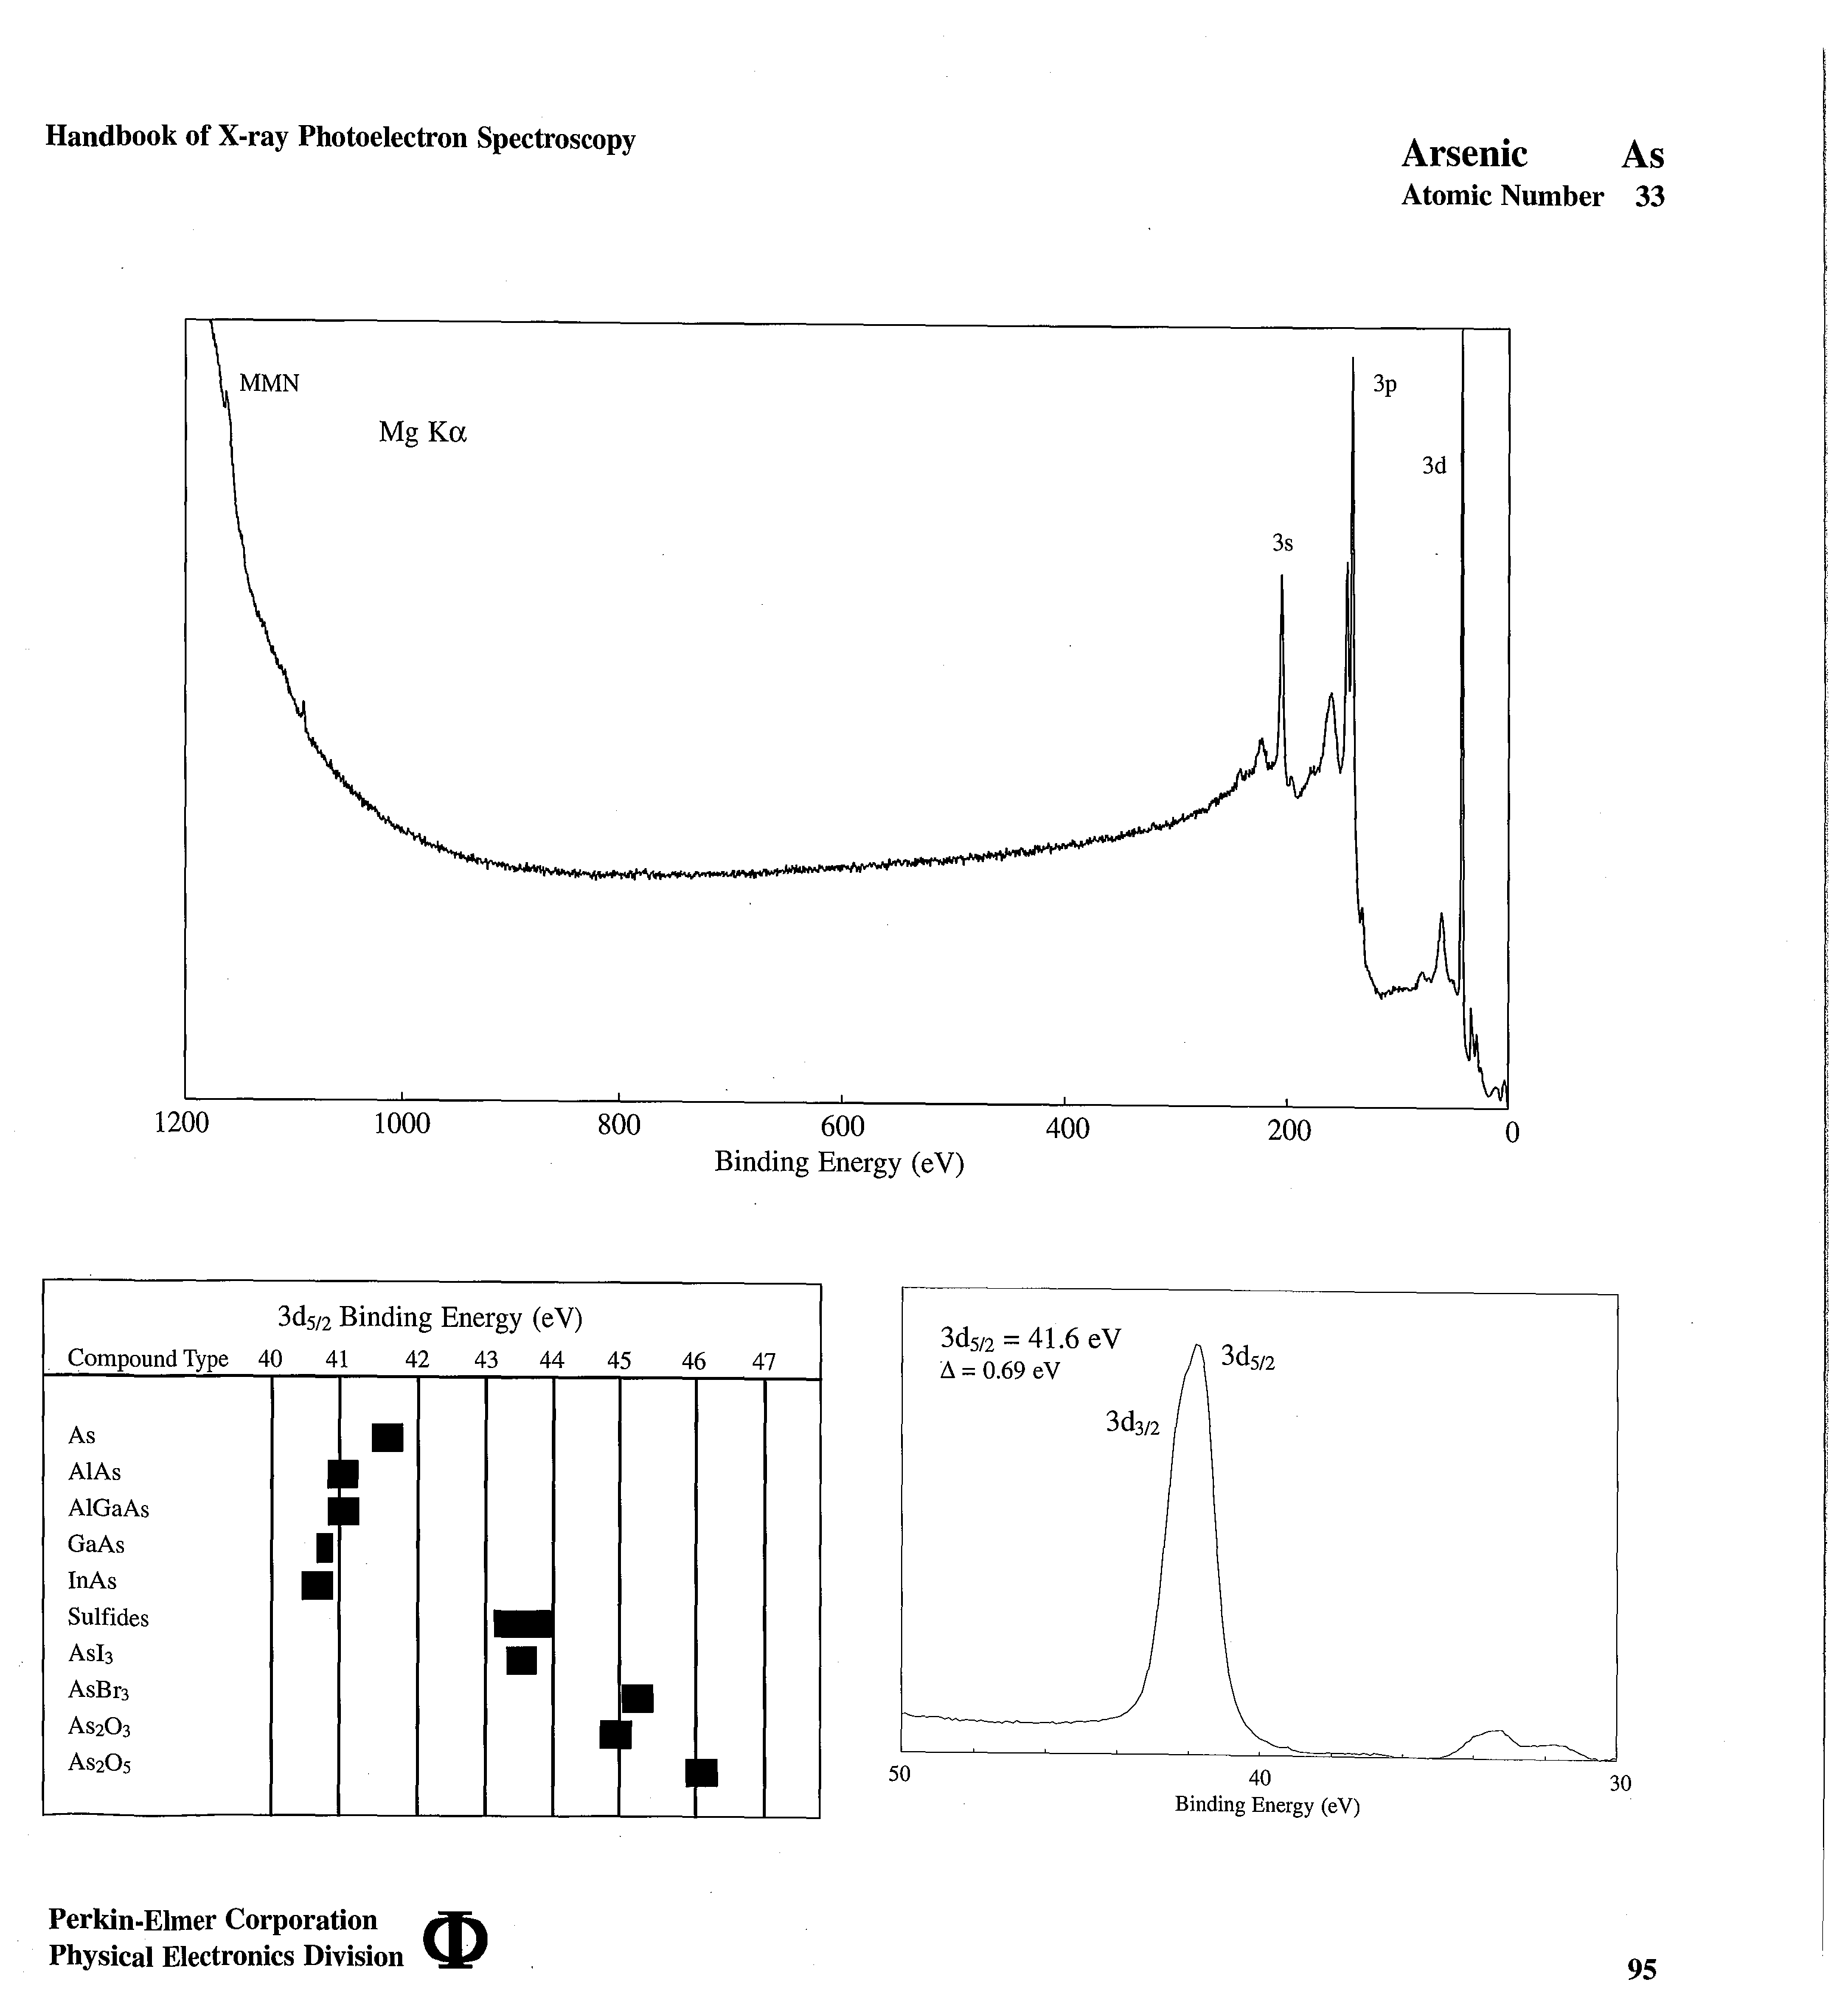 Handbook of X-ray Photoelectron Spectroscopy
Arsenic As
Atomic Number 33
MMN
Mg Kα
3s
3p
3d
1200 1000 800 600 400 200 0
Binding Energy (eV)
3d5/2 Binding Energy (eV)
Compound Type 40 41 42 43 44 45 46 47
As
AlAs
AlGaAs
GaAs
InAs
Sulfides
AsI3
AsBr3
As2O3
As2O5
3d5/2 = 41.6 eV
Δ = 0.69 eV
3d5/2
3d3/2
50 40 30
Binding Energy (eV)
Perkin-Elmer Corporation
Physical Electronics Division
Φ
95